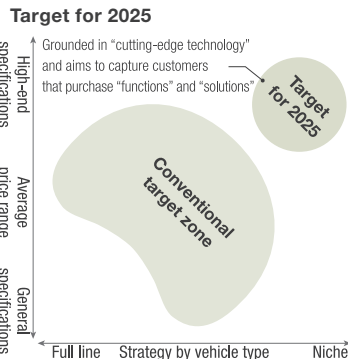 Target for 2025
Grounded in “cutting-edge technology”
and aims to capture customers
that purchase “functions” and “solutions”
Target
for 2025
Conventional
target zone
High-end
specifications
Average
price range
General
specifications
Full line Strategy by vehicle type Niche